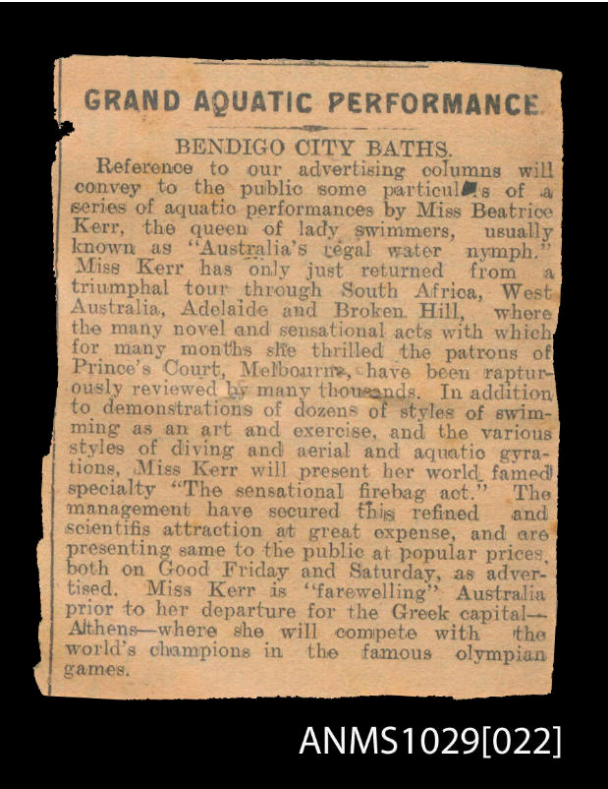 GRAND AQUATIC PERFORMANCE.
BENDIGO CITY BATHS.
Reference to our advertising columns will
convey to the public some particulars of a
series of aquatic performances by Miss Beatrice
Kerr, the queen of lady swimmers, usually
known as "Australia's regal water nymph."
Miss Kerr has only just returned from a
triumphal tour through South Africa, West
Australia, Adelaide and Broken Hill, where
the many novel and sensational acts with which
for many months she thrilled the patrons of
Prince's Court, Melbourne, have been raptur-
ously reviewed by many thousands. In addition
to demonstrations of dozens of styles of swim-
ming as an art and exercise, and the various
styles of diving and aerial and aquatic gyra-
tions, Miss Kerr will present her world famed
specialty "The sensational firebag act." The
management have secured this refined and
scientifis attraction at great expense, and are
presenting same to the public at popular prices,
both on Good Friday and Saturday, as adver-
tised. Miss Kerr is "farewelling" Australia
prior to her departure for the Greek capital—
Athens—where she will compete with the
world's champions in the famous olympian
games.
ANMS1029[022]